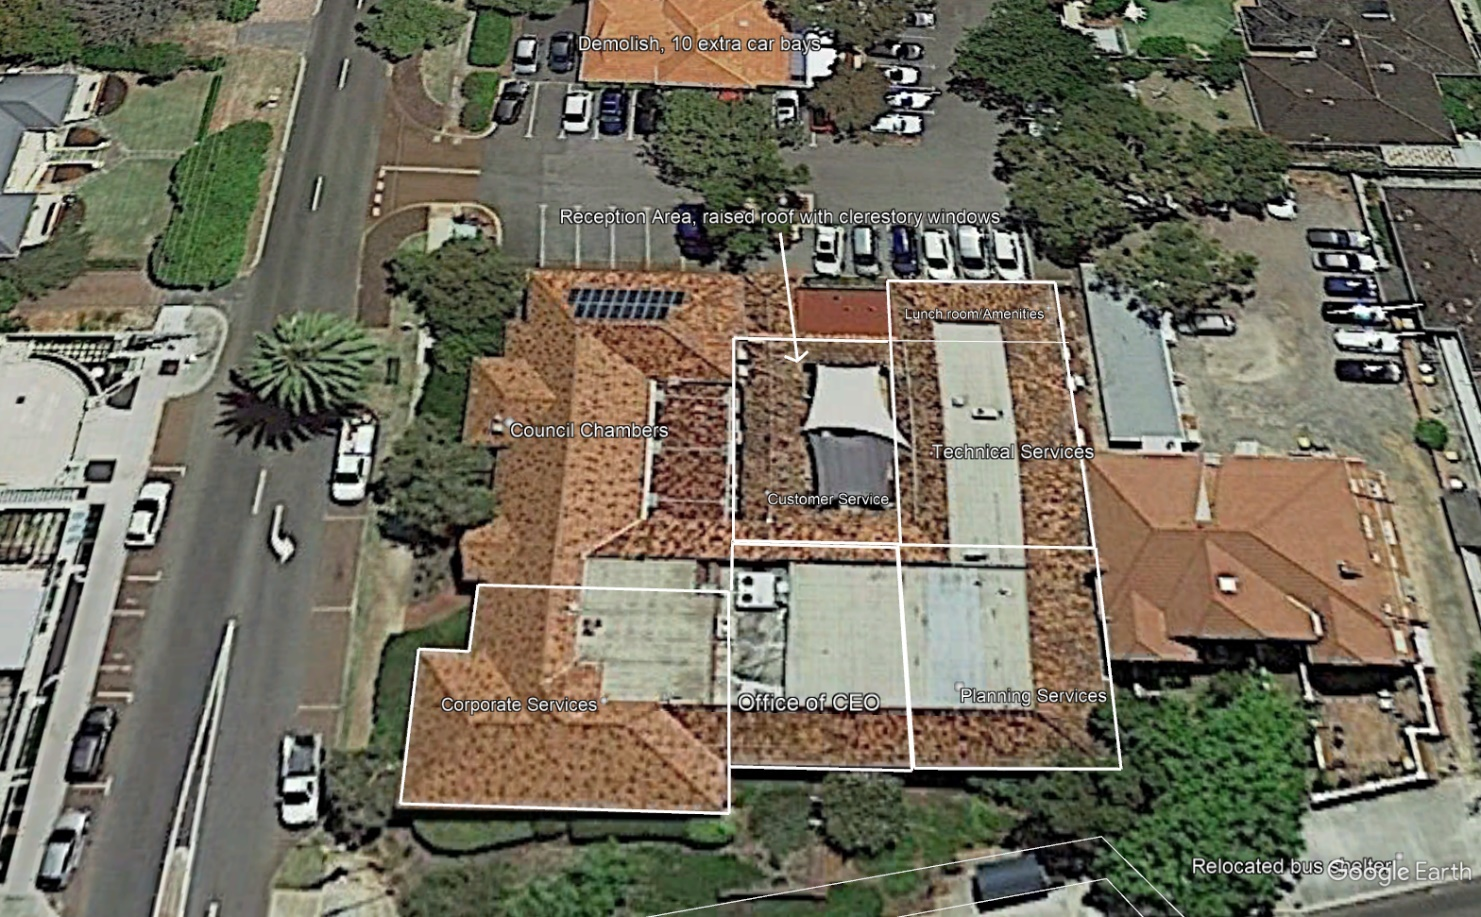 Demolish, 10 extra car bays
Reception Area, raised roof with clerestory windows
Lunch room/Amenities
Council Chambers
Technical Services
Customer Service
Corporate Services
Office of CEO
Planning Services
Relocated bus shelter
Google Earth